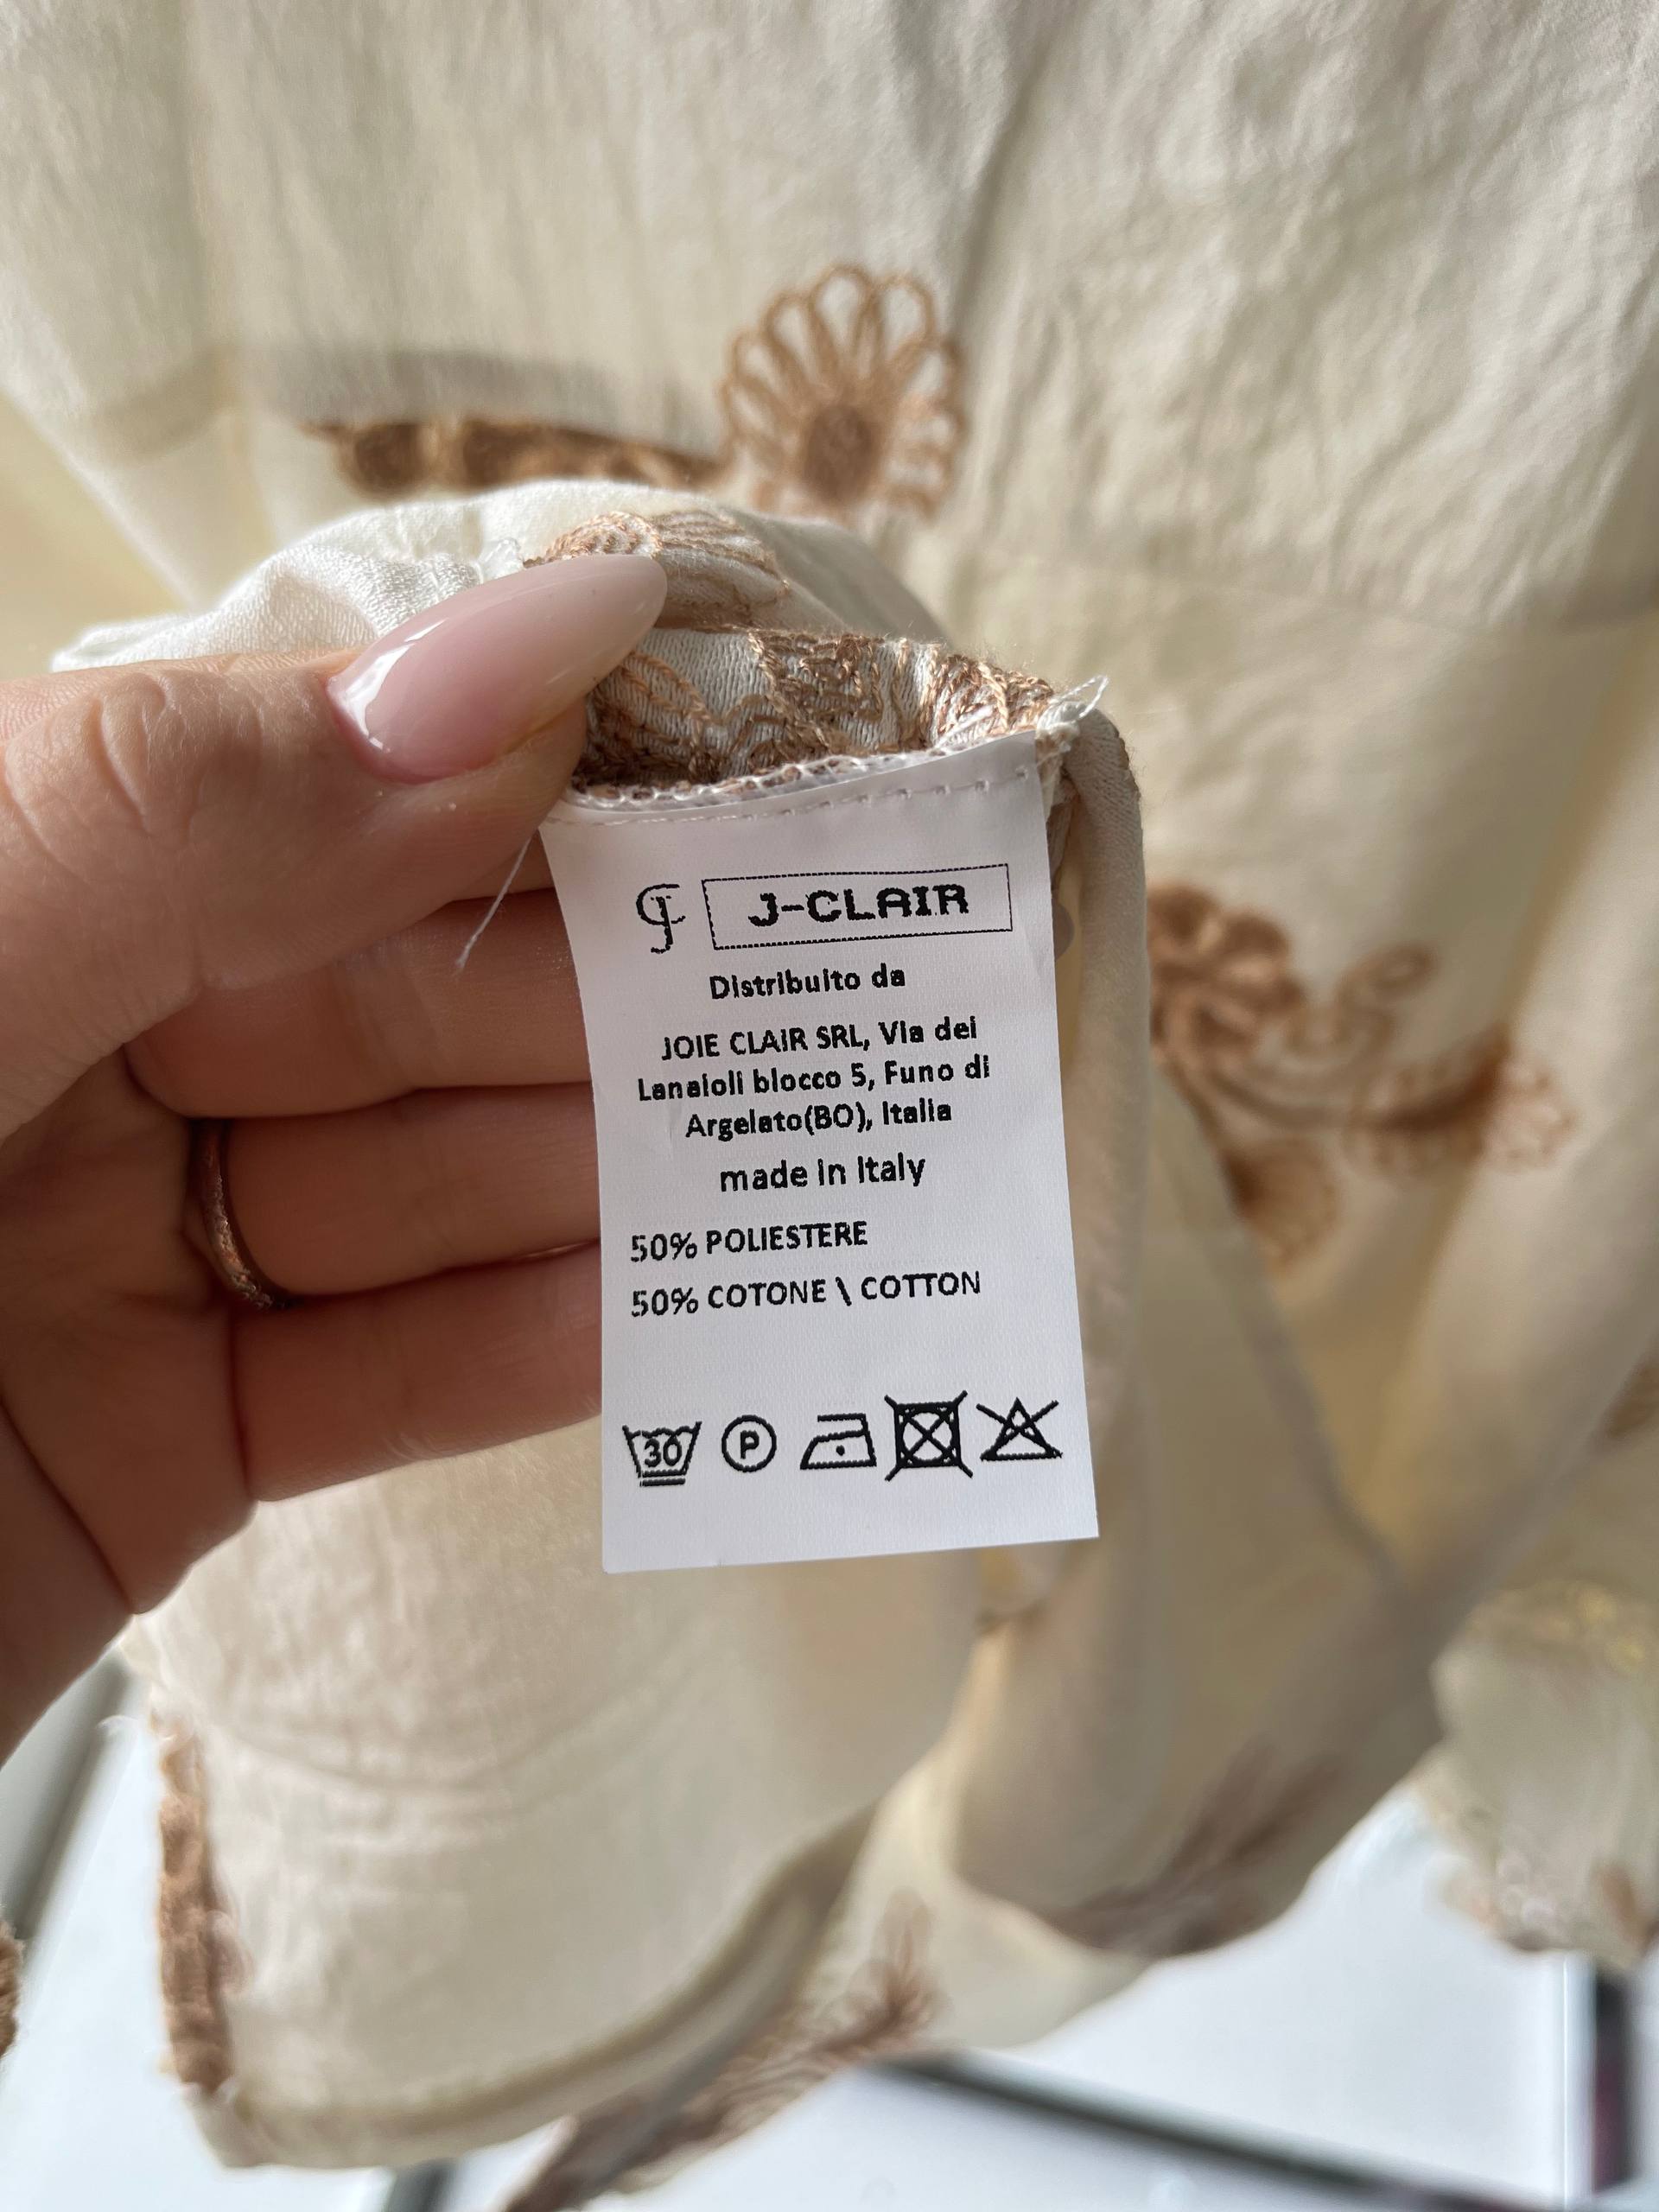 J-CLAIR
Distribuito da
JOIE CLAIR SRL, Via dei
Lanaioli blocco 5, Funo di
Argelato(BO), Italia
made in Italy
50% POLIESTERE
50% COTONE \ COTTON
30 P